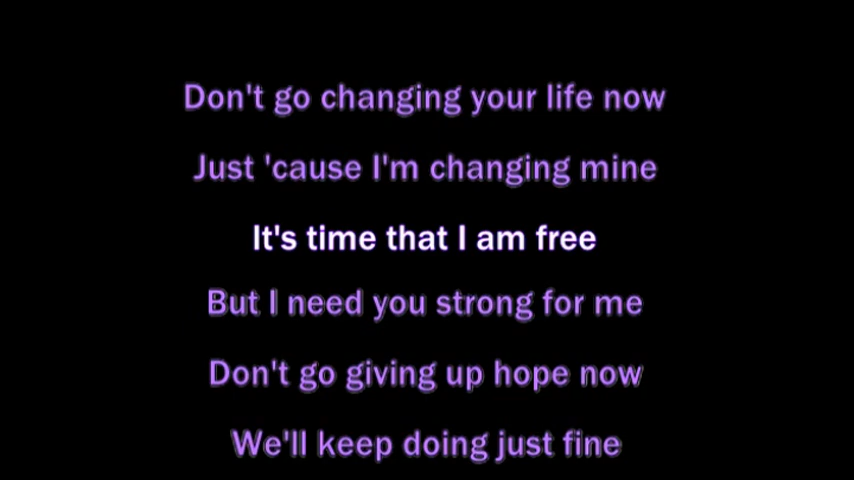 Don't go changing your life now
Just 'cause I'm changing mine
It's time that I am free
But I need you strong for me
Don't go giving up hope now
We'll keep doing just fine